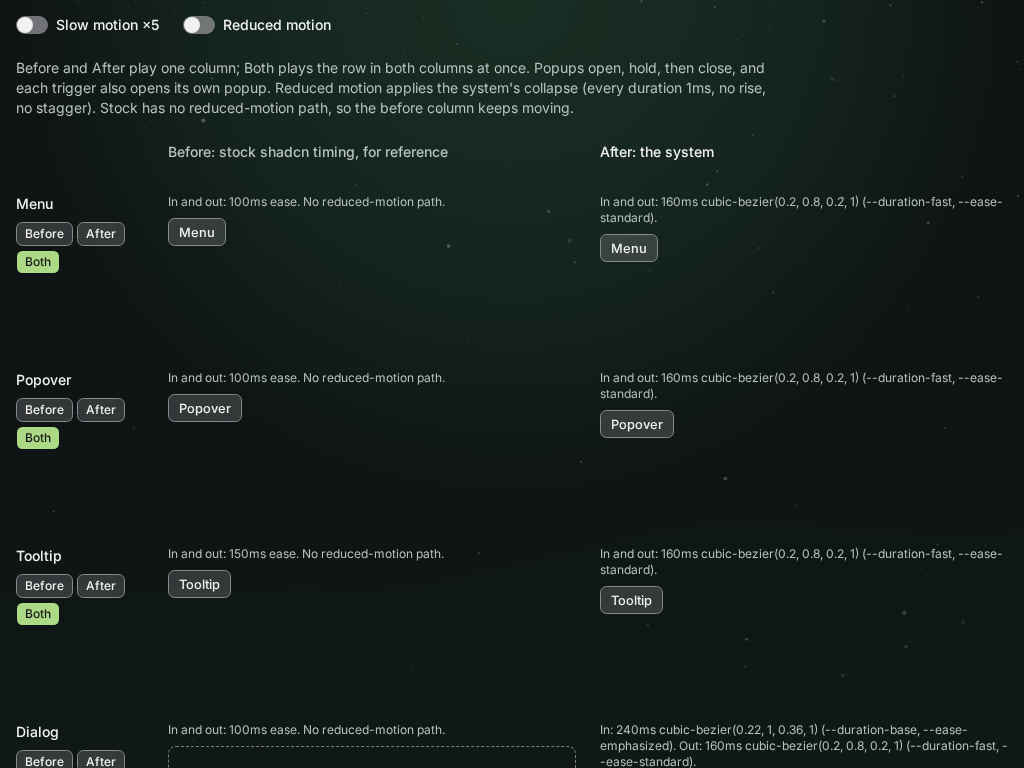 Slow motion ×5
Reduced motion
Before and After play one column; Both plays the row in both columns at once. Popups open, hold, then close, and
each trigger also opens its own popup. Reduced motion applies the system's collapse (every duration 1ms, no rise,
no stagger). Stock has no reduced-motion path, so the before column keeps moving.
Before: stock shadcn timing, for reference
After: the system
Menu
Before
After
Both
In and out: 100ms ease. No reduced-motion path.
Menu
In and out: 160ms cubic-bezier(0.2, 0.8, 0.2, 1) (--duration-fast, --ease-
standard).
Menu
Popover
Before
After
Both
In and out: 100ms ease. No reduced-motion path.
Popover
In and out: 160ms cubic-bezier(0.2, 0.8, 0.2, 1) (--duration-fast, --ease-
standard).
Popover
Tooltip
Before
After
Both
In and out: 150ms ease. No reduced-motion path.
Tooltip
In and out: 160ms cubic-bezier(0.2, 0.8, 0.2, 1) (--duration-fast, --ease-
standard).
Tooltip
Dialog
Before
After
In and out: 100ms ease. No reduced-motion path.
In: 240ms cubic-bezier(0.22, 1, 0.36, 1) (--duration-base, --ease-
emphasized). Out: 160ms cubic-bezier(0.2, 0.8, 0.2, 1) (--duration-fast, -
-ease-standard).